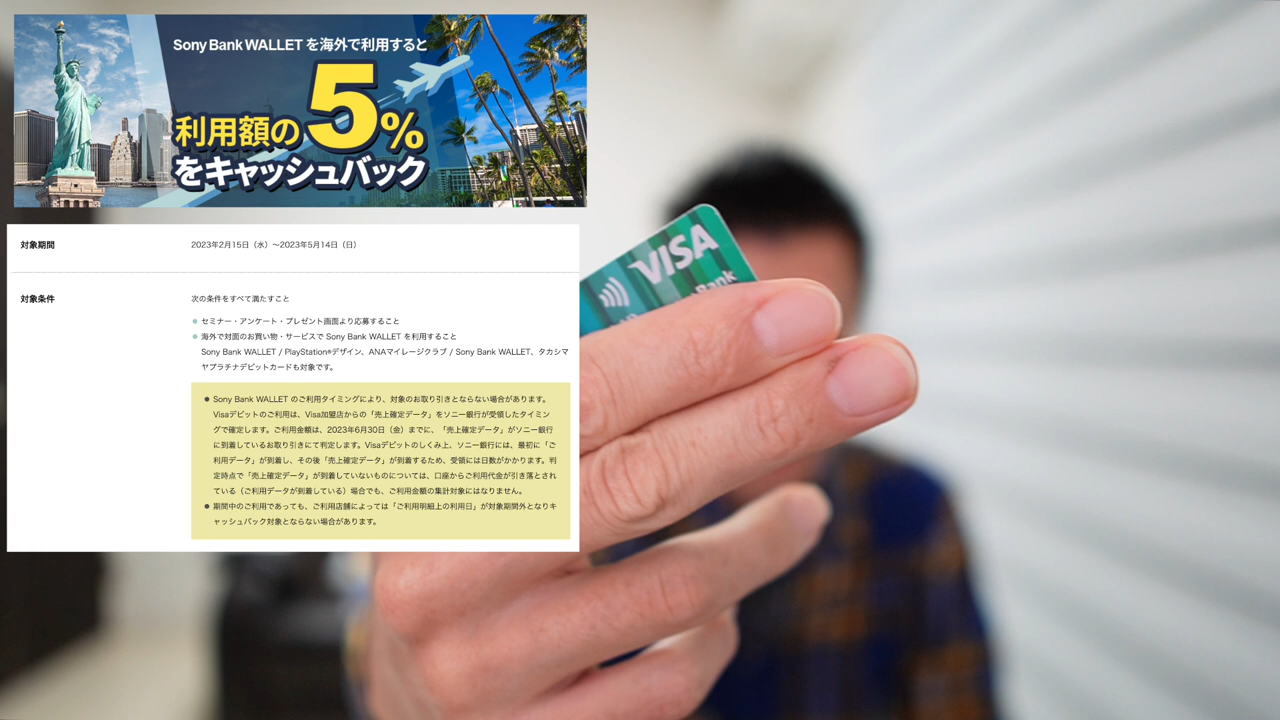 Sony Bank WALLET を海外で利用すると
利用額の5%
をキャッシュバック
対象期間
2023年2月15日（水）～2023年5月14日（日）
対象条件
次の条件をすべて満たすこと
セミナー・アンケート・プレゼント画面より応募すること
海外で対面のお買い物・サービスで Sony Bank WALLET を利用すること
Sony Bank WALLET / PlayStation®デザイン、ANAマイレージクラブ / Sony Bank WALLET、タカシマ
ヤプラチナデビットカードも対象です。
● Sony Bank WALLET のご利用タイミングにより、対象のお取り引きとならない場合があります。
Visaデビットのご利用は、Visa加盟店からの「売上確定データ」をソニー銀行が受領したタイミン
グで確定します。ご利用金額は、2023年6月30日（金）までに、「売上確定データ」がソニー銀行
に到着しているお取り引きにて判定します。Visaデビットのしくみ上、ソニー銀行には、最初に「ご
利用データ」が到着し、その後「売上確定データ」が到着するため、受領には日数がかかります。判
定時点で「売上確定データ」が到着していないものについては、口座からご利用代金が引き落とされ
ている（ご利用データが到着している）場合でも、ご利用金額の集計対象にはなりません。
● 期間中のご利用であっても、ご利用店舗によっては「ご利用明細上の利用日」が対象期間外となりキ
ャッシュバック対象とならない場合があります。
VISA
Bank